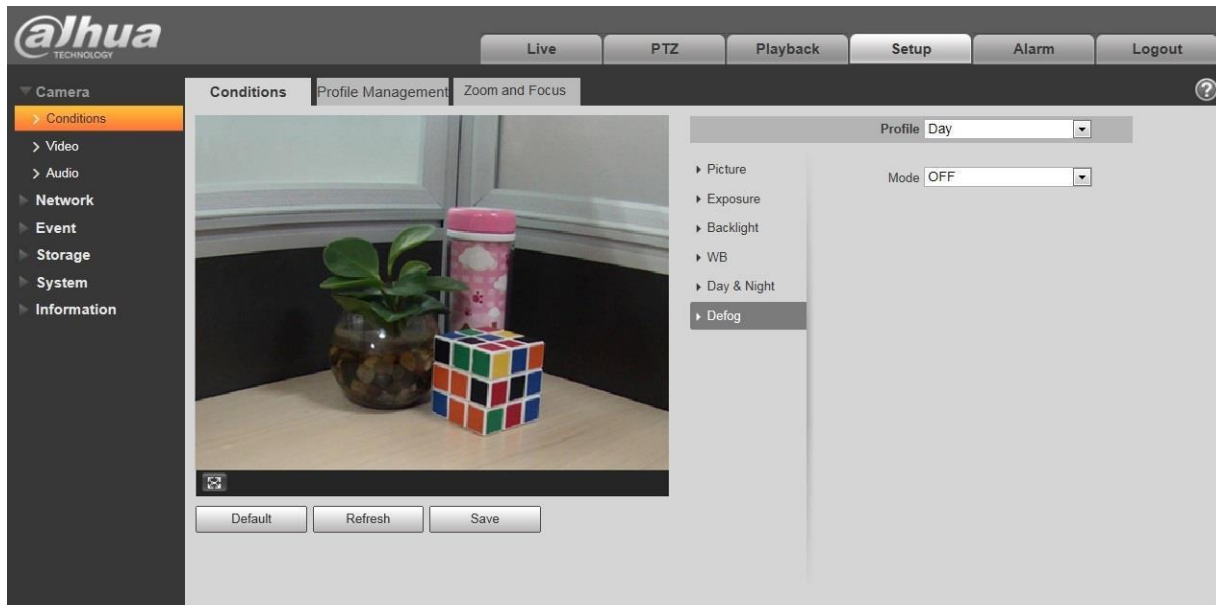 alhua
TECHNOLOGY
Live PTZ Playback Setup Alarm Logout
Camera
Conditions
Video
Audio
Network
Event
Storage
System
Information
Conditions Profile Management Zoom and Focus
Profile Day
Picture
Exposure
Backlight
WB
Day & Night
Defog
Mode OFF
Default Refresh Save